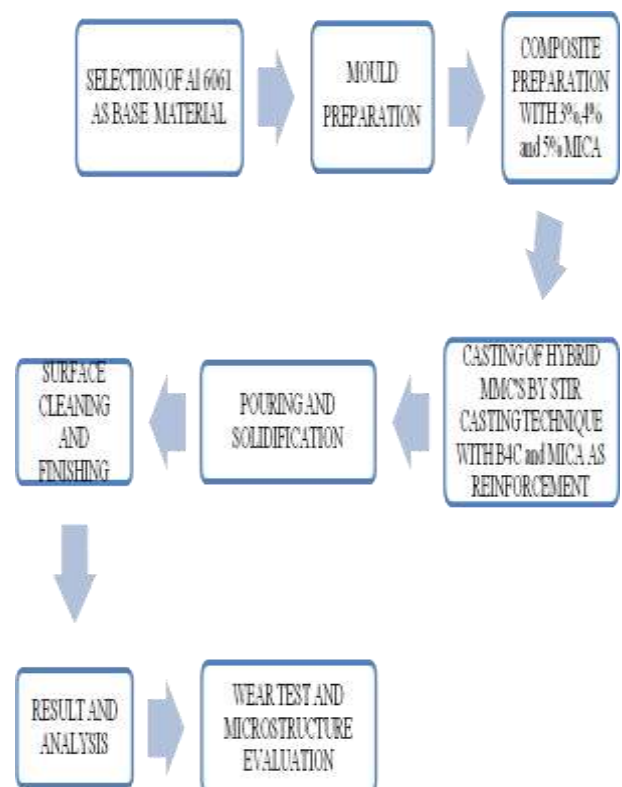 SELECTION OF Al 6061
AS BASE MATERIAL
MOULD
PREPARATION
COMPOSITE
PREPARATION
WITH 3%,4%
and 5% MICA
CASTING OF HYBRID
MMC'S BY STIR
CASTING TECHNIQUE
WITH B4C and MICA AS
REINFORCEMENT
POURING AND
SOLIDIFICATION
SURFACE
CLEANING
AND
FINISHING
RESULT AND
ANALYSIS
WEAR TEST AND
MICROSTRUCTURE
EVALUATION